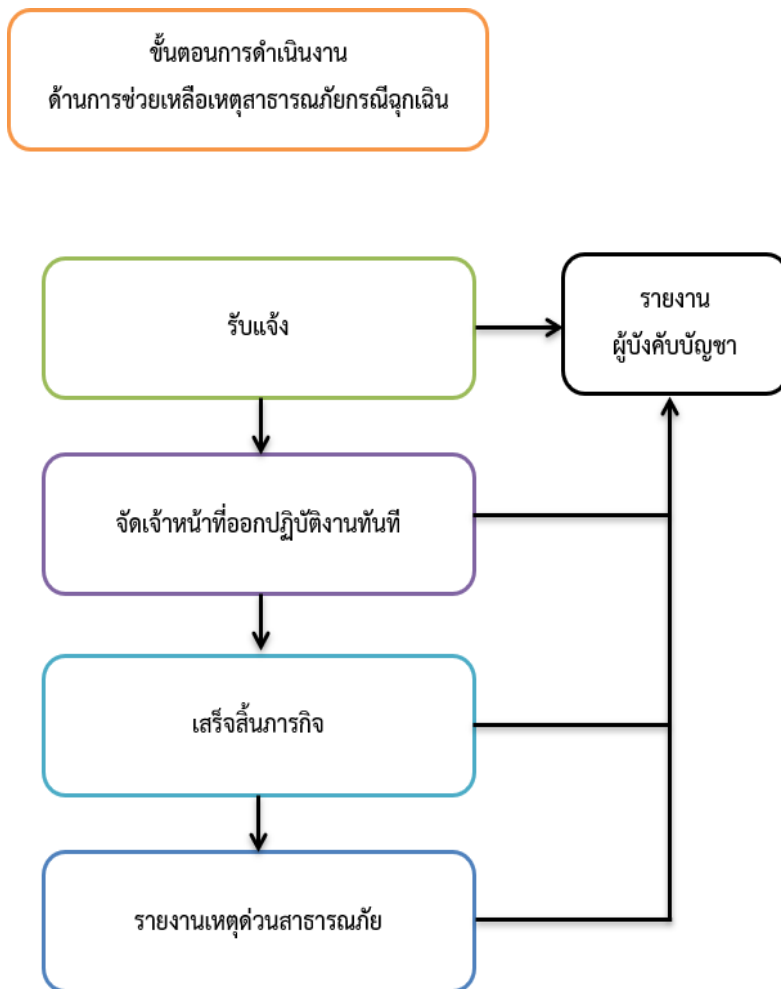 ขั้นตอนการดำเนินงาน
ด้านการช่วยเหลือเหตุสาธารณภัยกรณีฉุกเฉิน
รับแจ้ง
รายงาน
ผู้บังคับบัญชา
จัดเจ้าหน้าที่ออกปฏิบัติงานทันที
เสร็จสิ้นภารกิจ
รายงานเหตุด่วนสาธารณภัย